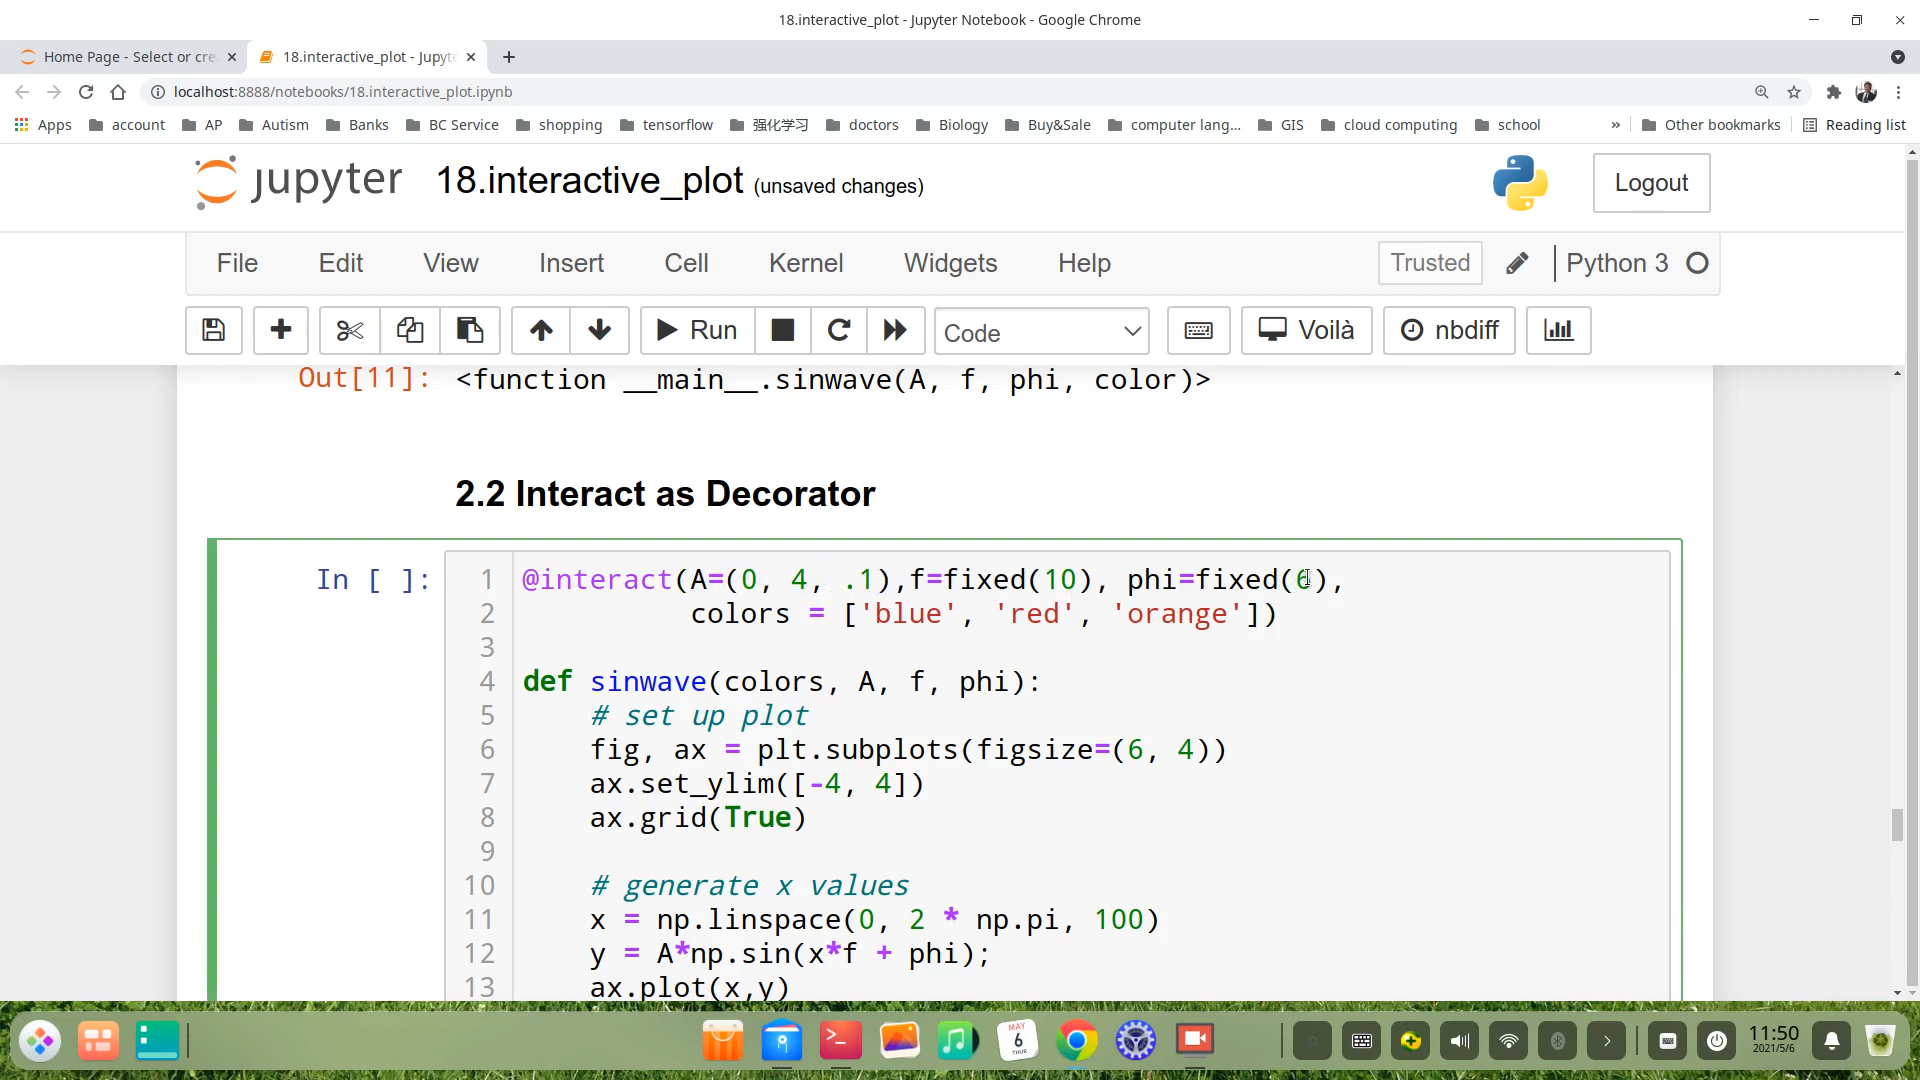 18.interactive_plot - Jupyter Notebook - Google Chrome
Home Page - Select or cre
18.interactive_plot - Jupyte
localhost:8888/notebooks/18.interactive_plot.ipynb
Apps account AP Autism Banks BC Service shopping tensorflow 强化学习 doctors Biology Buy&Sale computer lang... GIS cloud computing school » Other bookmarks Reading list
jupyter 18.interactive_plot (unsaved changes)
Logout
File Edit View Insert Cell Kernel Widgets Help Trusted Python 3
Run Code Voilà nbdiff
Out[11]: <function __main__.sinwave(A, f, phi, color)>
2.2 Interact as Decorator
In [ ]:
1 @interact(A=(0, 4, .1),f=fixed(10), phi=fixed(6),
2 colors = ['blue', 'red', 'orange'])
3
4 def sinwave(colors, A, f, phi):
5 # set up plot
6 fig, ax = plt.subplots(figsize=(6, 4))
7 ax.set_ylim([-4, 4])
8 ax.grid(True)
9
10 # generate x values
11 x = np.linspace(0, 2 * np.pi, 100)
12 y = A*np.sin(x*f + phi);
13 ax.plot(x,y)
MAY
6
THUR
11:50
2021/5/6